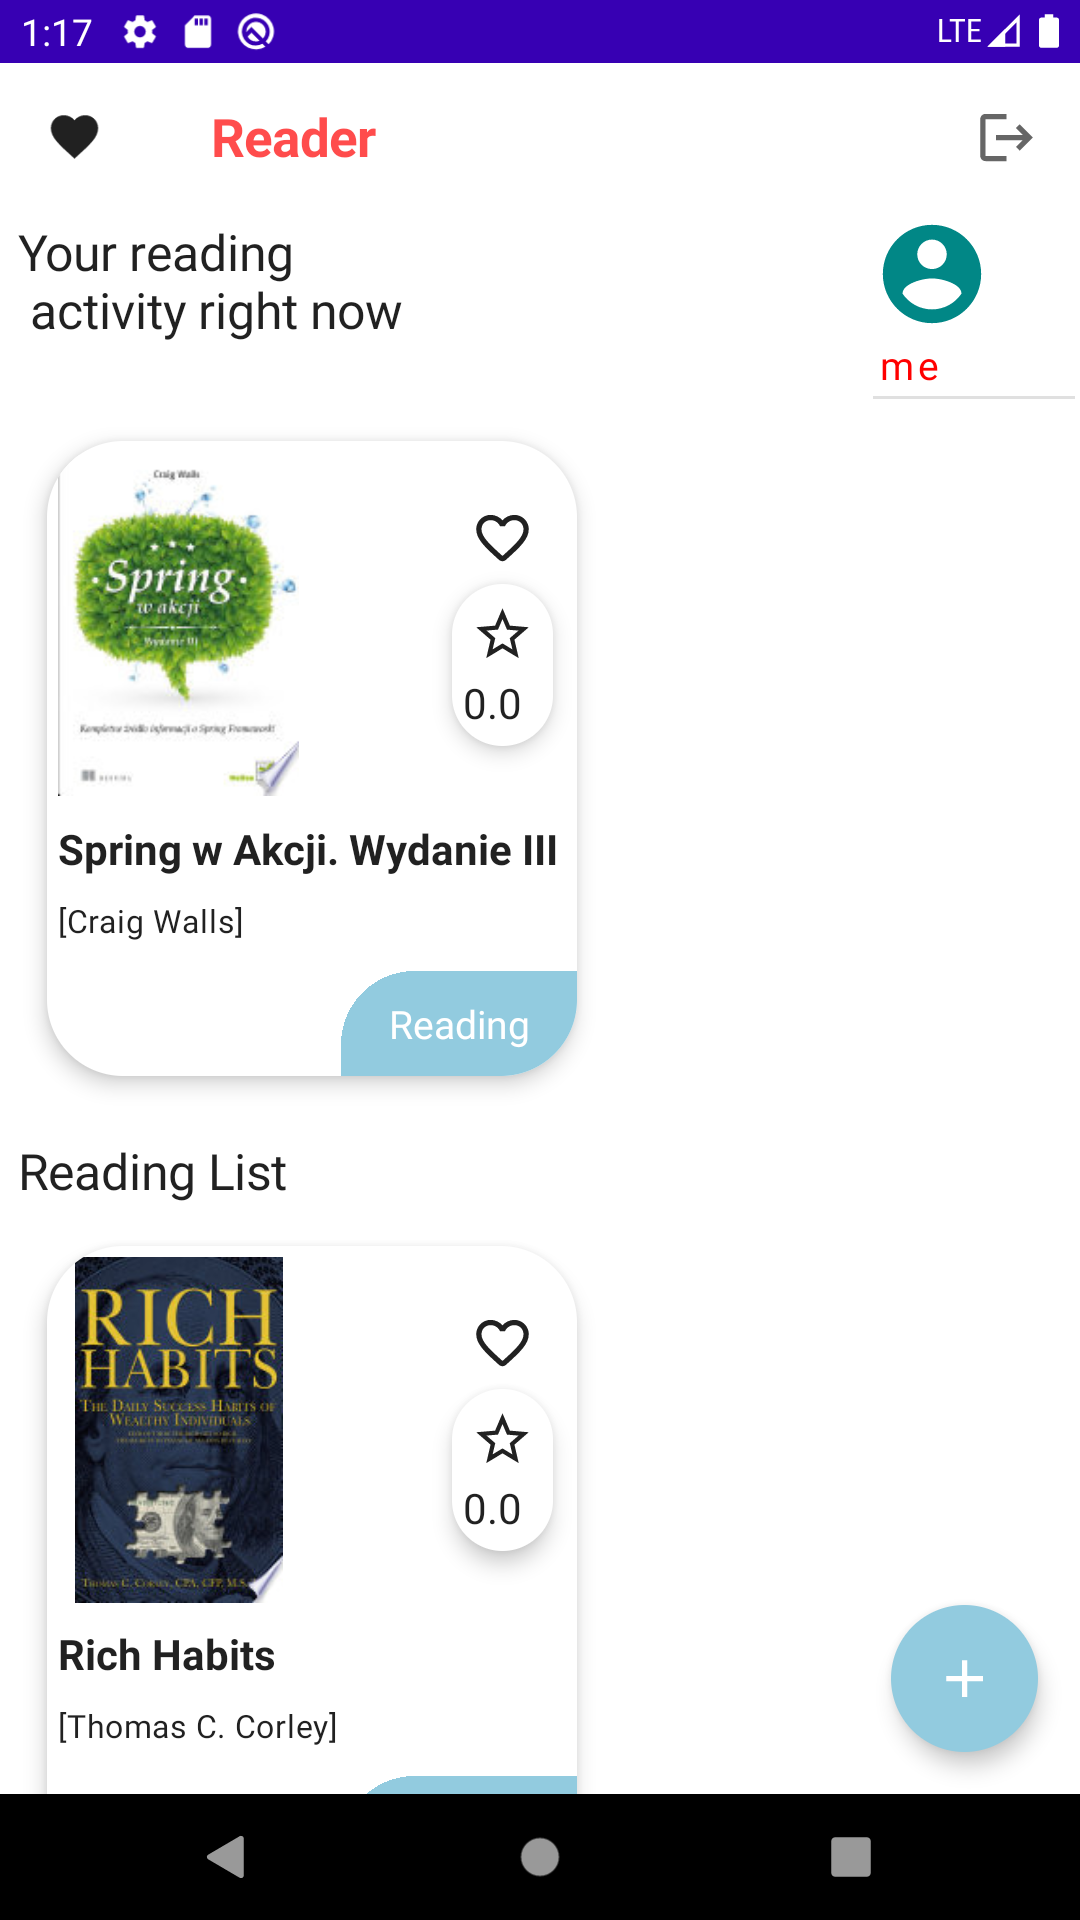 1:17 LTE
Reader
Your reading
activity right now
me
Craig Walls
Spring
w akcji
Wydanie III
Kompletne źródło informacji o Spring Framework!
MANNING
0.0
Spring w Akcji. Wydanie III
[Craig Walls]
Reading
Reading List
RICH
HABITS
THE DAILY SUCCESS HABITS OF
WEALTHY INDIVIDUALS
THOMAS C. CORLEY, CPA, CFP, M.S.
0.0
Rich Habits
[Thomas C. Corley]